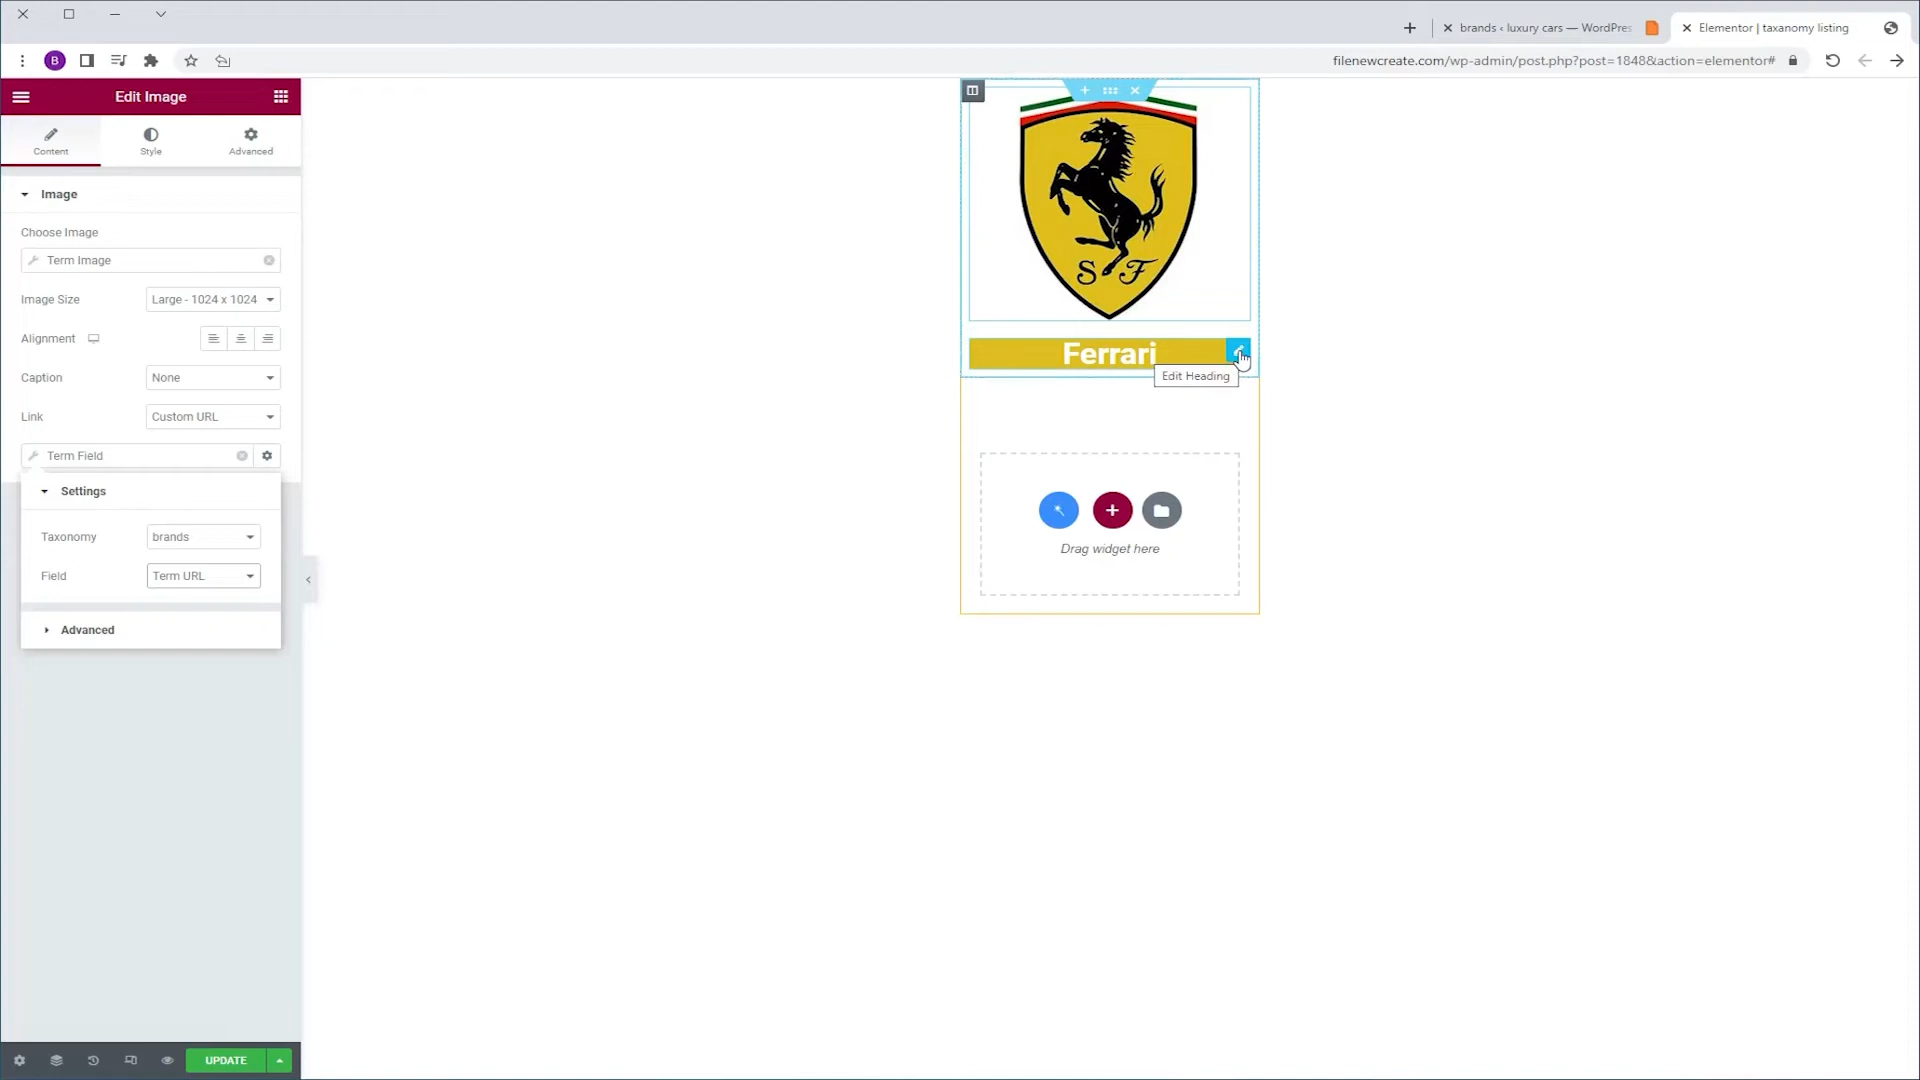 brands ‹ luxury cars — WordPres
Elementor | taxanomy listing
B
filenewcreate.com/wp-admin/post.php?post=1848&action=elementor#
Edit Image
Content
Style
Advanced
Image
Choose Image
Term Image
Image Size
Large - 1024 x 1024
Alignment
Caption
None
Link
Custom URL
Term Field
Settings
Taxonomy
brands
Field
Term URL
Advanced
UPDATE
S F
Ferrari
Edit Heading
Drag widget here